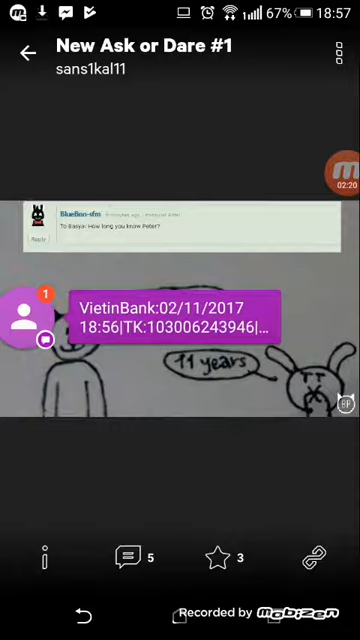 67% 18:57
New Ask or Dare #1
sans1kal11
02:20
BlueBon-sfm
To Basya: How long you know Peter?
Reply
1
VietinBank:02/11/2017
18:56|TK:103006243946|…
11 years
5
3
Recorded by mobizen